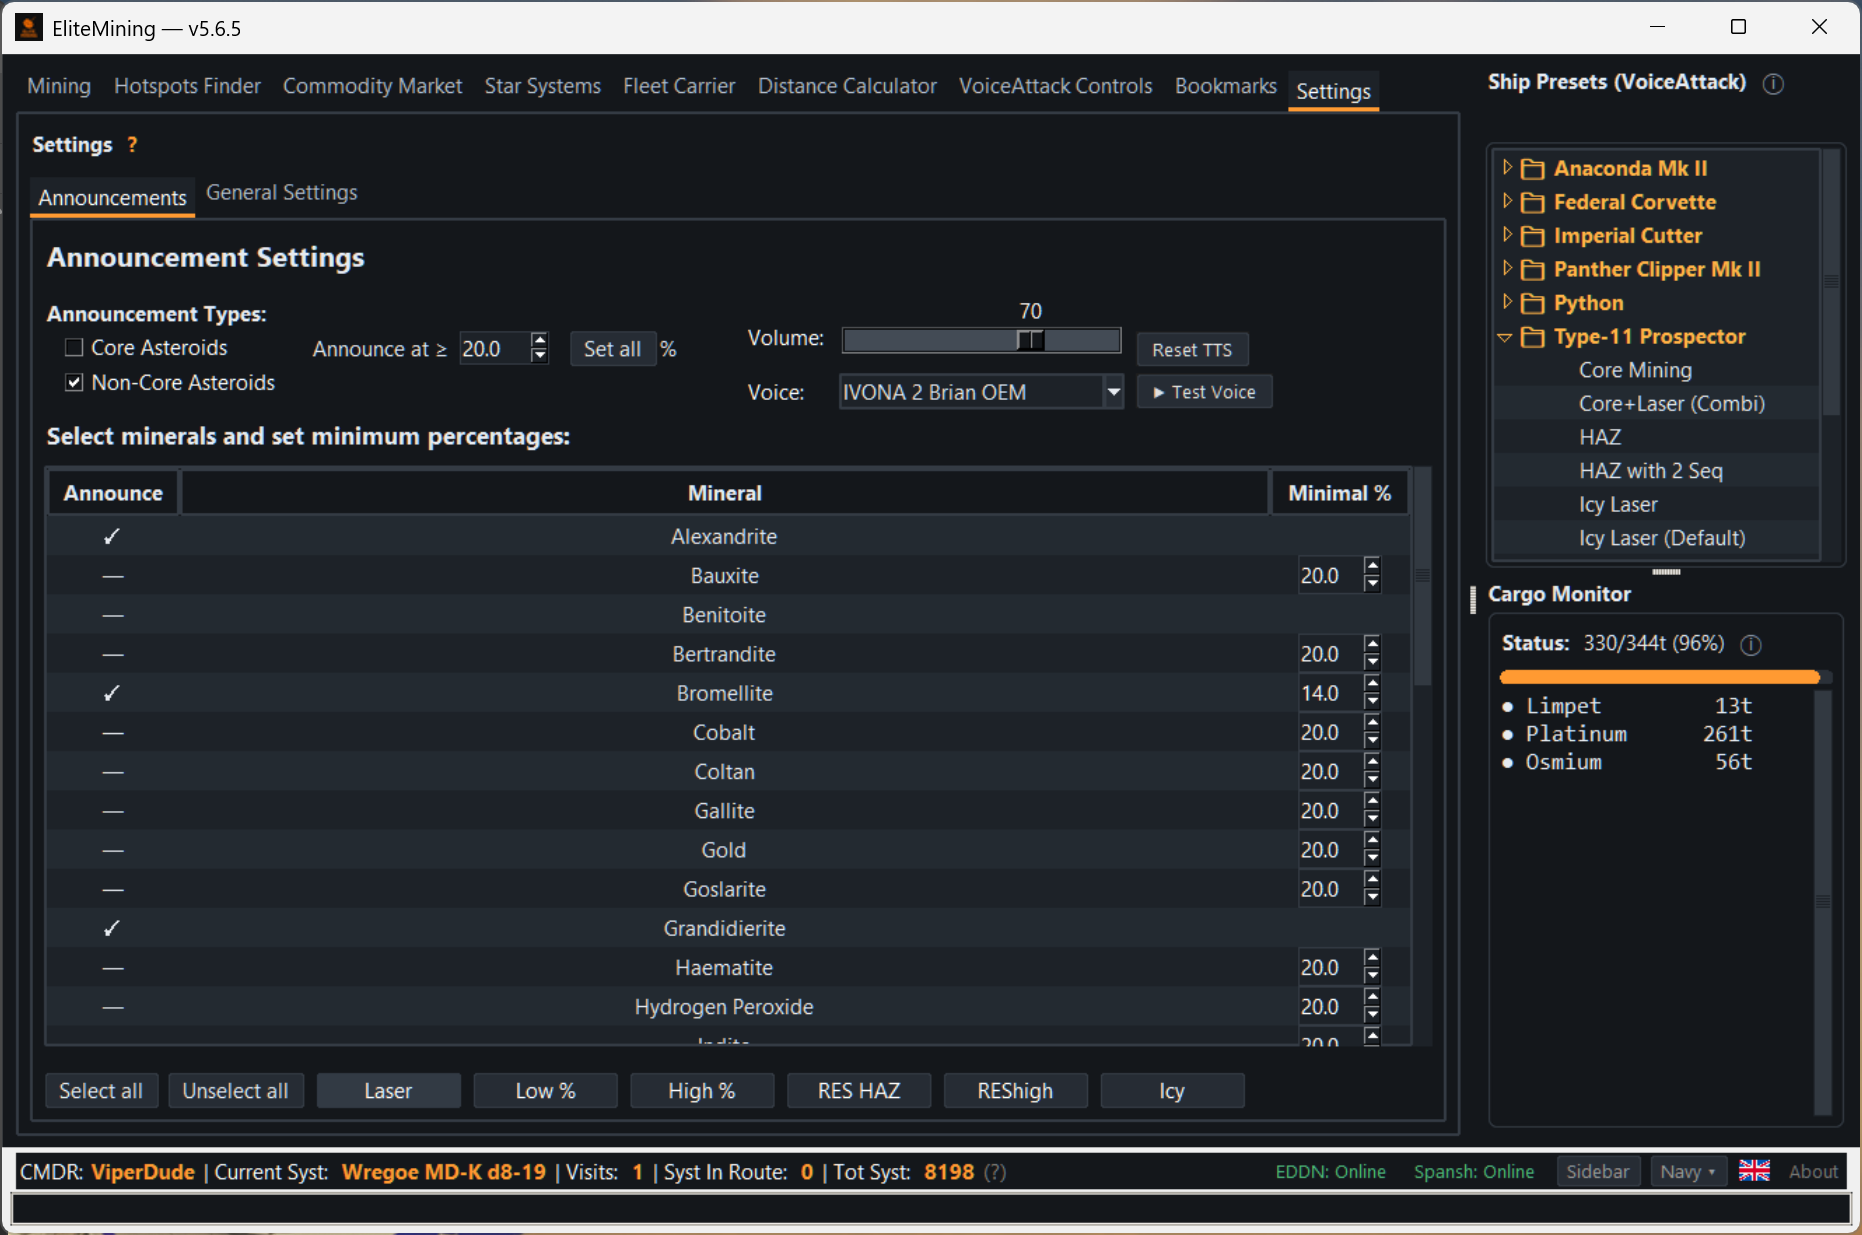 EliteMining — v5.6.5
Mining Hotspots Finder Commodity Market Star Systems Fleet Carrier Distance Calculator VoiceAttack Controls Bookmarks Settings
Settings ?
Announcements General Settings
Announcement Settings
Announcement Types:
Core Asteroids
Non-Core Asteroids
Announce at ≥ 20.0 Set all %
Volume: 70 Reset TTS
Voice: IVONA 2 Brian OEM ▶ Test Voice
Select minerals and set minimum percentages:
Announce Mineral Minimal %
✓ Alexandrite
— Bauxite 20.0
— Benitoite
— Bertrandite 20.0
✓ Bromellite 14.0
— Cobalt 20.0
— Coltan 20.0
— Gallite 20.0
— Gold 20.0
— Goslarite 20.0
✓ Grandidierite
— Haematite 20.0
— Hydrogen Peroxide 20.0
Indite 20.0
Select all Unselect all Laser Low % High % RES HAZ REShigh Icy
Ship Presets (VoiceAttack) ⓘ
Anaconda Mk II
Federal Corvette
Imperial Cutter
Panther Clipper Mk II
Python
Type-11 Prospector
Core Mining
Core+Laser (Combi)
HAZ
HAZ with 2 Seq
Icy Laser
Icy Laser (Default)
Cargo Monitor
Status: 330/344t (96%) ⓘ
• Limpet 13t
• Platinum 261t
• Osmium 56t
CMDR: ViperDude | Current Syst: Wregoe MD-K d8-19 | Visits: 1 | Syst In Route: 0 | Tot Syst: 8198 (?) EDDN: Online Spansh: Online Sidebar Navy About